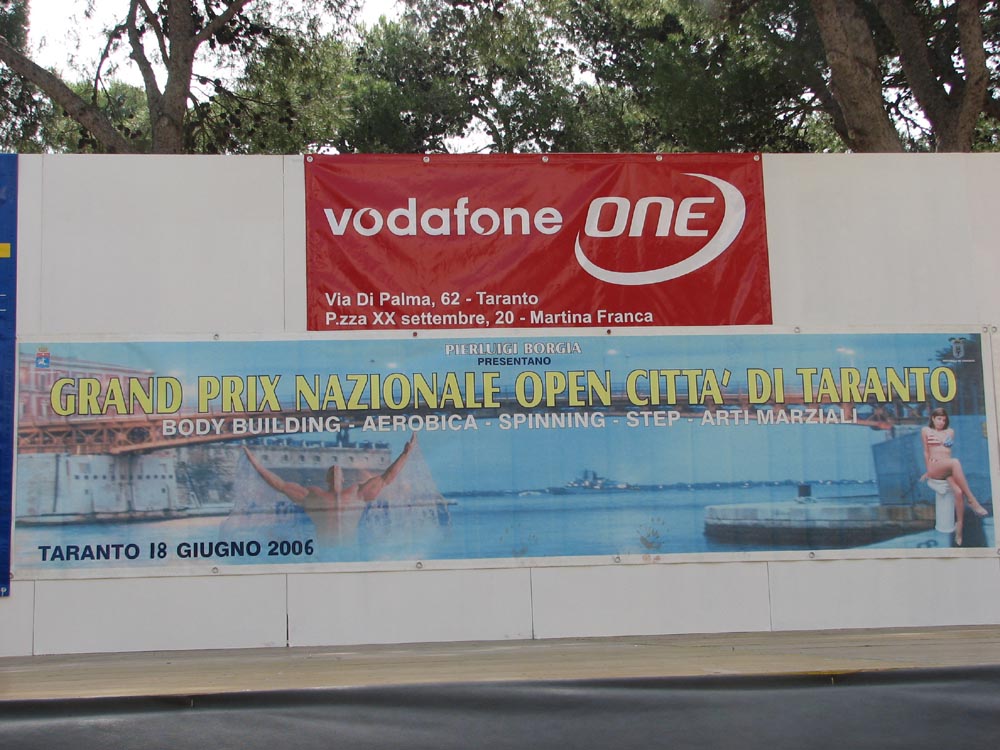 vodafone ONE
Via Di Palma, 62 - Taranto
P.zza XX settembre, 20 - Martina Franca
PIERLUIGI BORGIA
PRESENTANO
GRAND PRIX NAZIONALE OPEN CITTA' DI TARANTO
BODY BUILDING - AEROBICA - SPINNING - STEP - ARTI MARZIALI
TARANTO 18 GIUGNO 2006